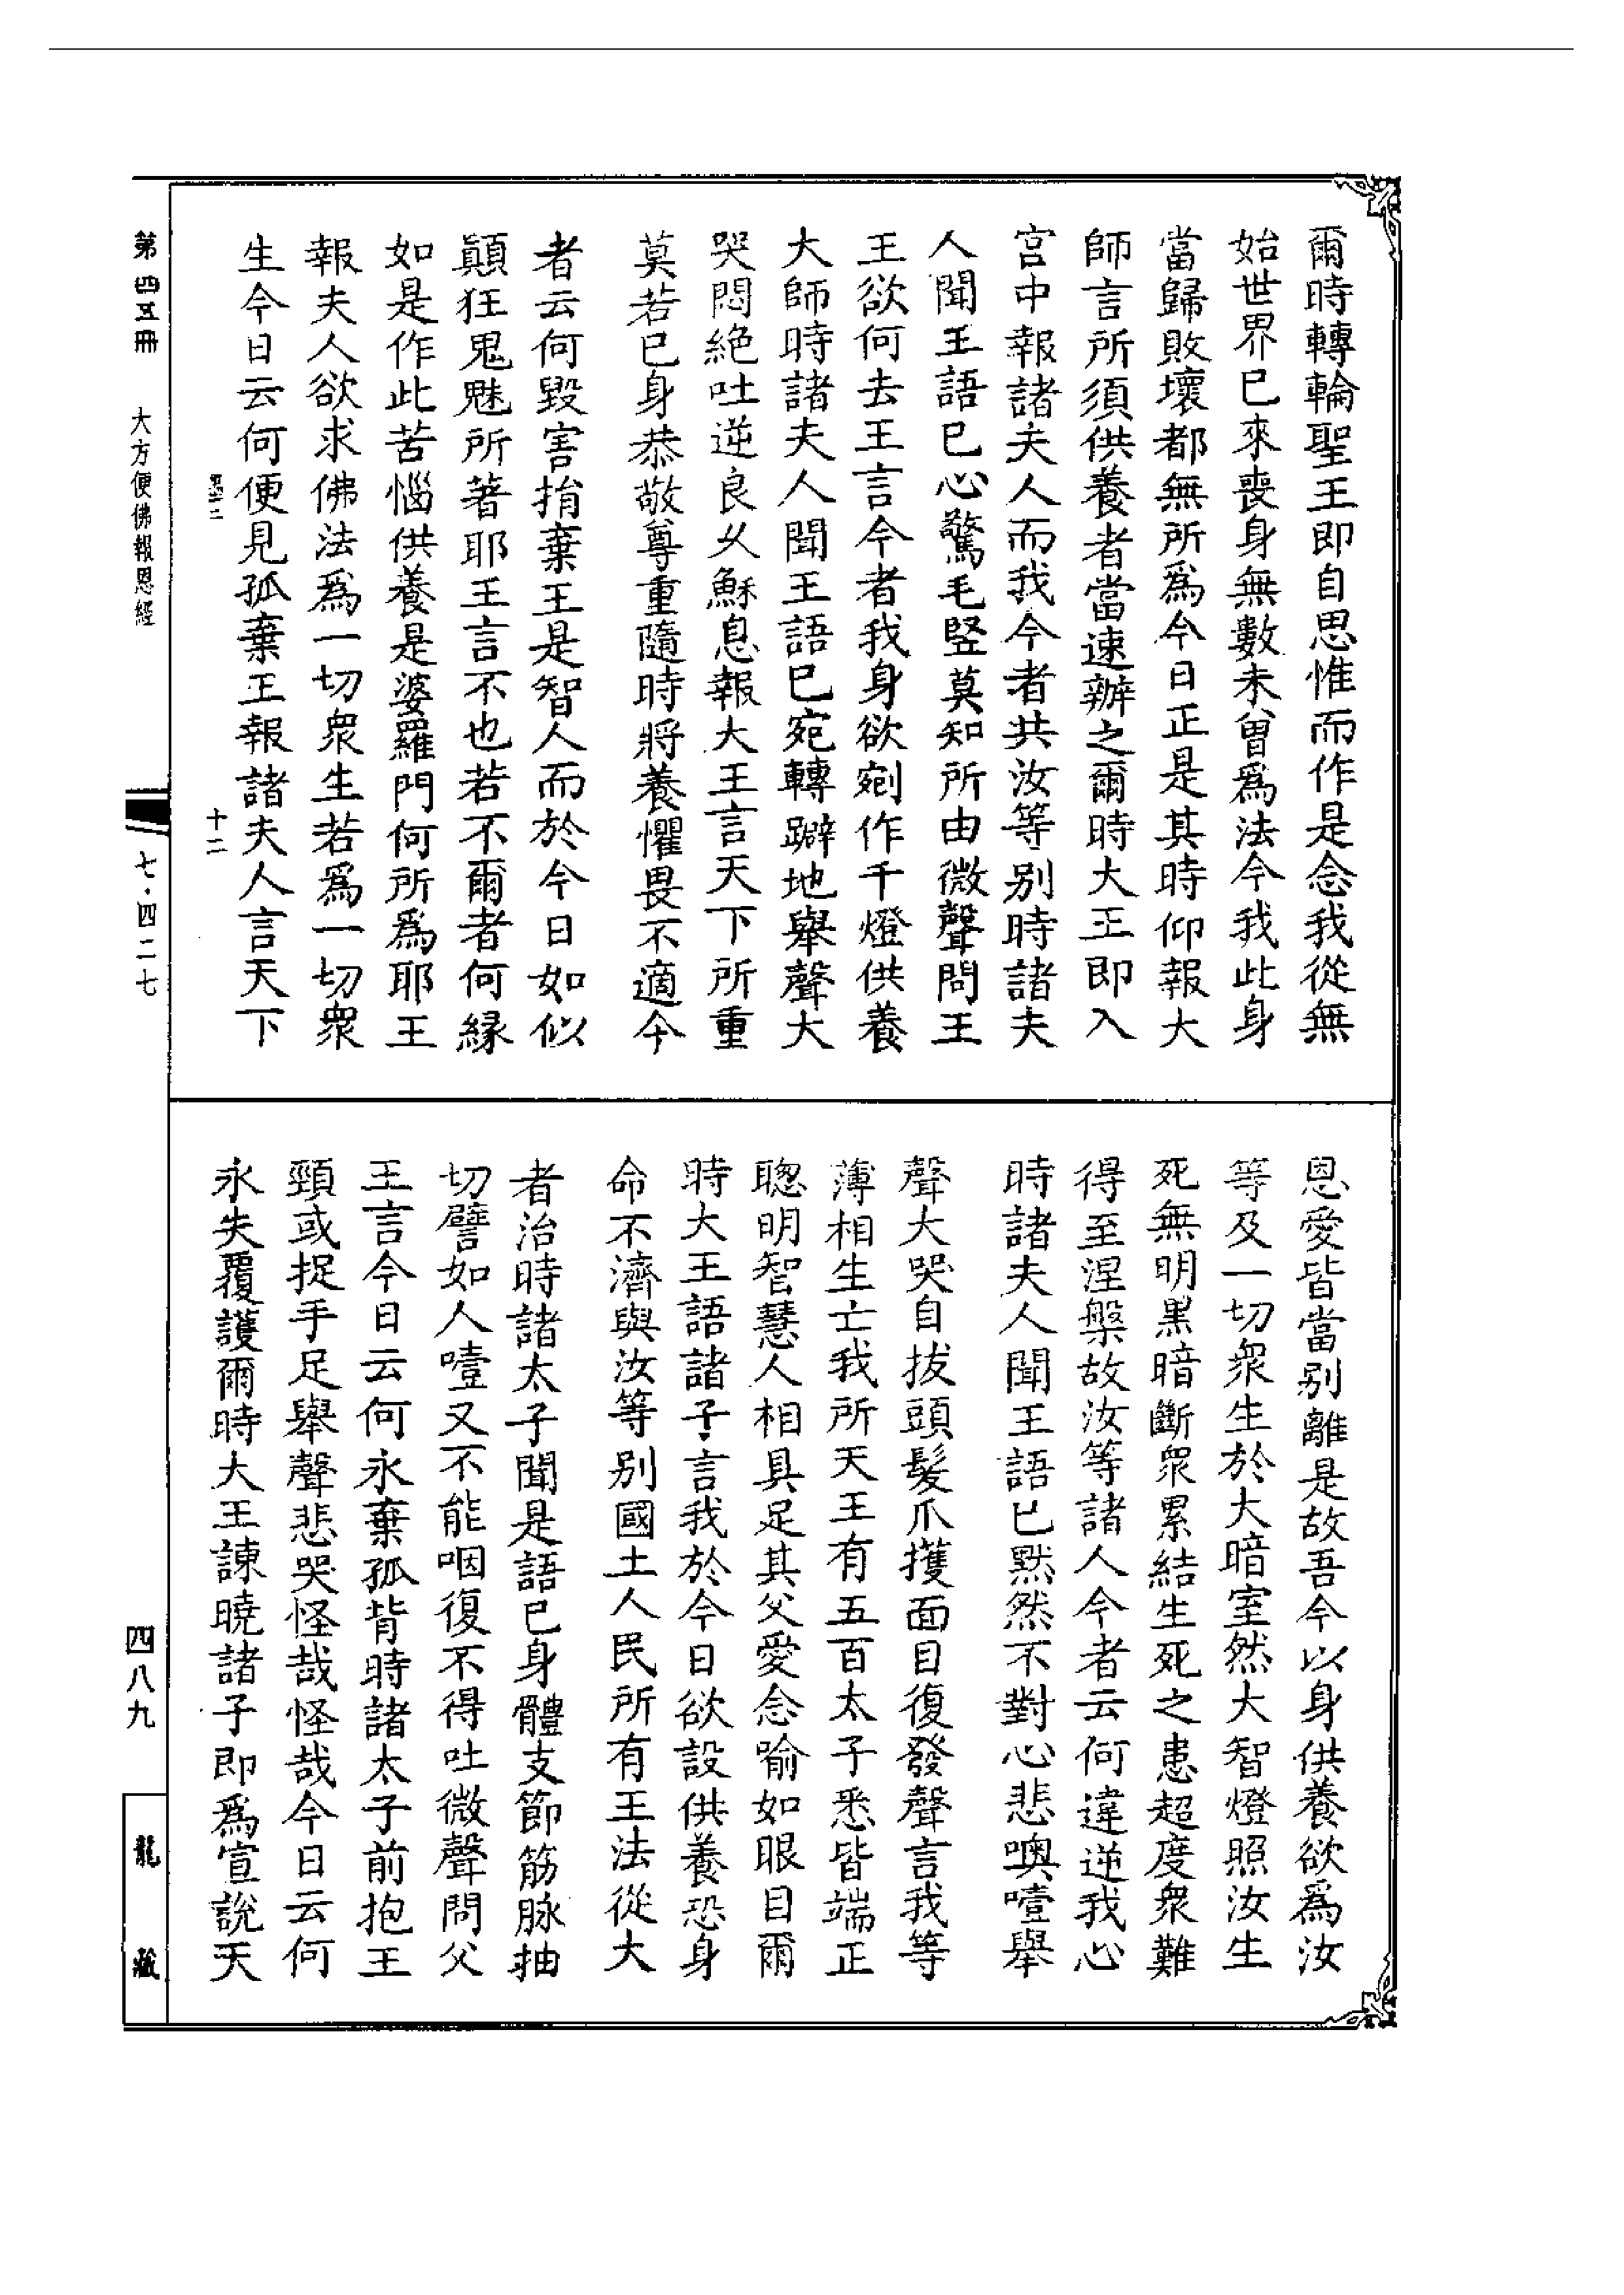 爾時轉輪聖王即自思惟而作是念我從無
始世界已來喪身無數未曾爲法今我此身
當歸敗壞都無所爲今日正是其時仰報大
師言所須供養者當速辦之爾時大王即入
宮中報諸夫人而我今者共汝等别時諸夫
人聞王語已心驚毛竪莫知所由微聲問王
王欲何去王言今者我身欲剜作千燈供養
大師時諸夫人聞王語已宛轉躃地舉聲大
哭悶絶吐逆良久穌息報大王言天下所重
莫若已身恭敬尊重隨時將養懼畏不適今
者云何毀害捐棄王是智人而於今日如似
顚狂鬼魅所著耶王言不也若不爾者何緣
如是作此苦惱供養是婆羅門何所爲耶王
報夫人欲求佛法爲一切衆生若爲一切衆
生今日云何便見孤棄王報諸夫人言天下
十二
恩愛皆當别離是故吾今以身供養欲爲汝
等及一切衆生於大暗室然大智燈照汝生
死無明黑暗斷衆累結生死之患超度衆難
得至涅槃故汝等諸人今者云何違逆我心
時諸夫人聞王語已黙然不對心悲噢噎舉
聲大哭自拔頭髮爪攫面目復發聲言我等
薄相生亡我所天王有五百太子悉皆端正
聰明智慧人相具足其父愛念喻如眼目爾
時大王語諸子言我於今日欲設供養恐身
命不濟與汝等别國土人民所有王法從大
者治時諸太子聞是語已身體支節筋脉抽
切譬如人噎又不能咽復不得吐微聲問父
王言今日云何永棄孤背時諸太子前抱王
頸或捉手足舉聲悲哭怪哉怪哉今日云何
永失覆護爾時大王諫曉諸子即爲宣説天
第四五冊
大方便佛報恩經
七·四二七
四八九
龍藏